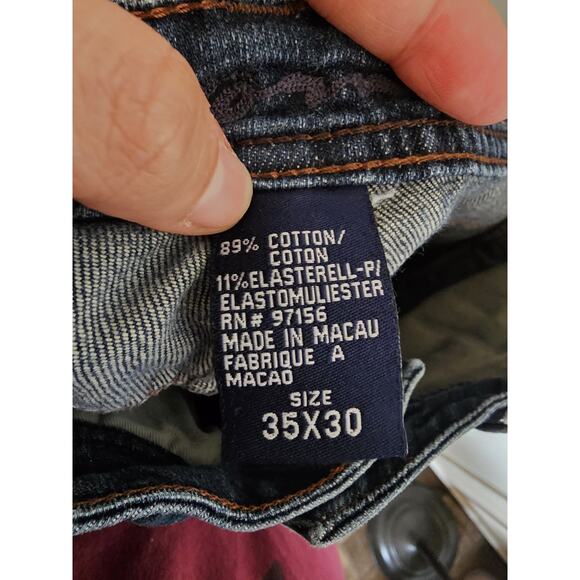 89% COTTON/
COTON
11%ELASTERELL-P/
ELASTOMULIESTER
RN# 97156
MADE IN MACAU
FABRIQUE A
MACAO
SIZE
35X30